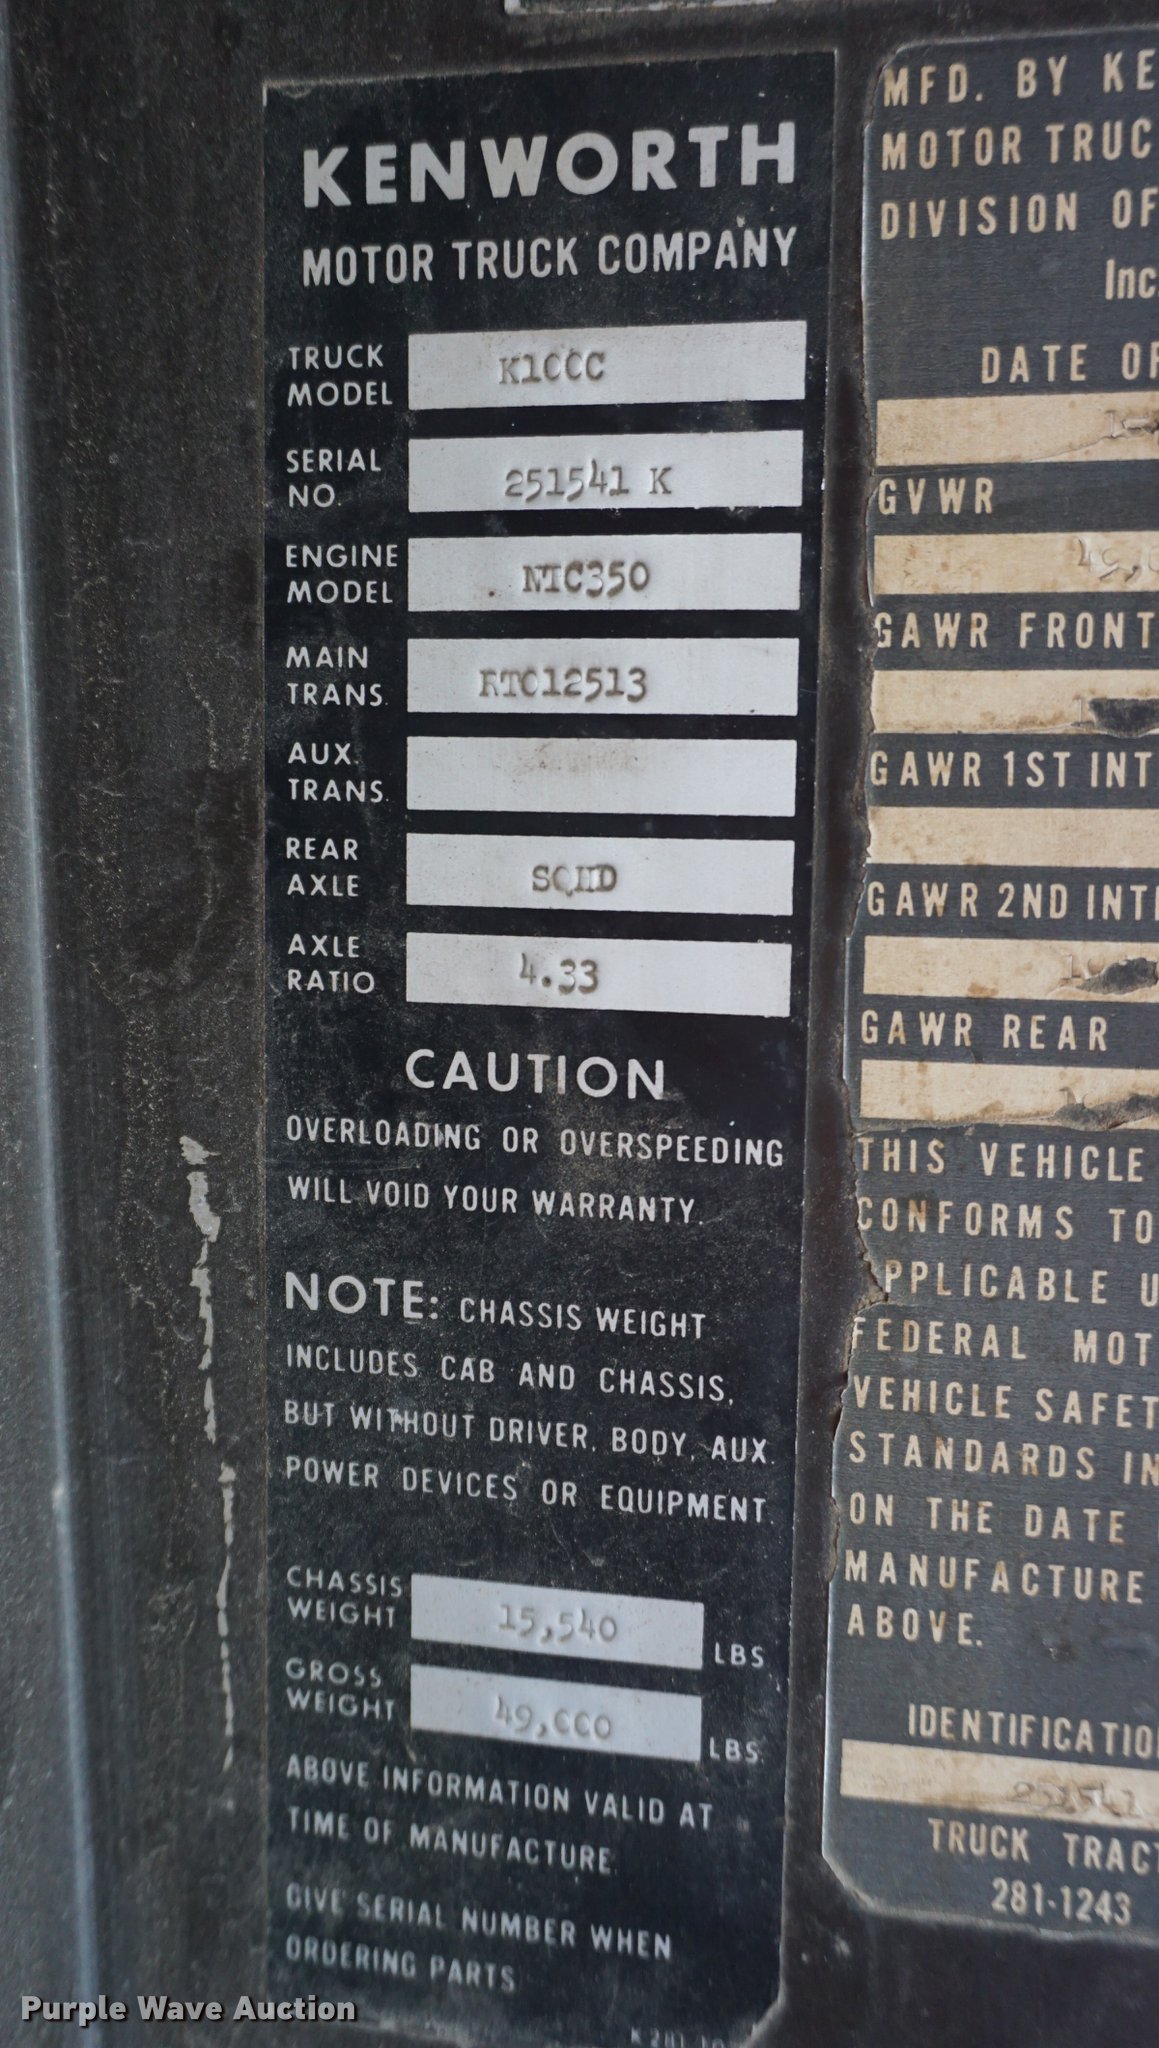 KENWORTH
MOTOR TRUCK COMPANY
TRUCK MODEL K1CCC
SERIAL NO. 251541 K
ENGINE MODEL NTC350
MAIN TRANS. RTO12513
AUX. TRANS.
REAR AXLE SQHD
AXLE RATIO 4.33
CAUTION
OVERLOADING OR OVERSPEEDING
WILL VOID YOUR WARRANTY.
NOTE: CHASSIS WEIGHT
INCLUDES CAB AND CHASSIS,
BUT WITHOUT DRIVER, BODY, AUX.
POWER DEVICES OR EQUIPMENT.
CHASSIS WEIGHT 15,540 LBS.
GROSS WEIGHT 49,CCO LBS.
ABOVE INFORMATION VALID AT
TIME OF MANUFACTURE.
GIVE SERIAL NUMBER WHEN
ORDERING PARTS
MFD. BY KE
MOTOR TRUC
DIVISION OF
Inc.
DATE OF
GVWR
GAWR FRONT
GAWR 1ST INT
GAWR 2ND INT
GAWR REAR
THIS VEHICLE
CONFORMS TO
APPLICABLE U
FEDERAL MOT
VEHICLE SAFET
STANDARDS IN
ON THE DATE
MANUFACTURE
ABOVE.
IDENTIFICATIO
TRUCK TRACT
281-1243
Purple Wave Auction